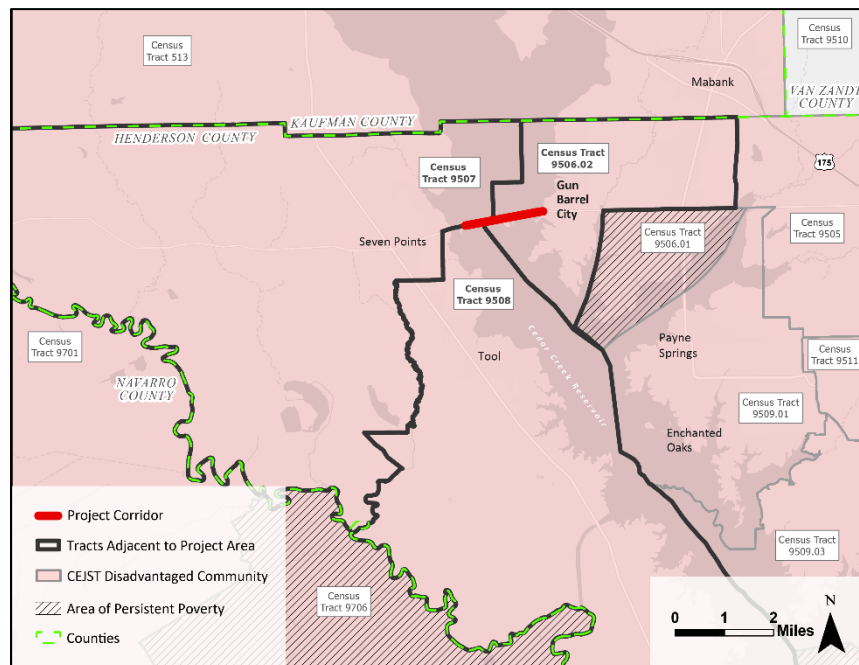 Census
Tract 513
Census
Tract 9510
Mabank
VAN ZANDT
COUNTY
KAUFMAN COUNTY
HENDERSON COUNTY
175
Census
Tract 9507
Census Tract
9506.02
Gun
Barrel
City
Census Tract
9506.01
Census
Tract 9505
Seven Points
Census
Tract 9508
Census
Tract 9701
NAVARRO
COUNTY
Tool
Cedar Creek Reservoir
Payne
Springs
Census
Tract 9511
Census Tract
9509.01
Enchanted
Oaks
Census Tract
9509.03
Census
Tract 9706
Project Corridor
Tracts Adjacent to Project Area
CEJST Disadvantaged Community
Area of Persistent Poverty
Counties
N
0 1 2
Miles